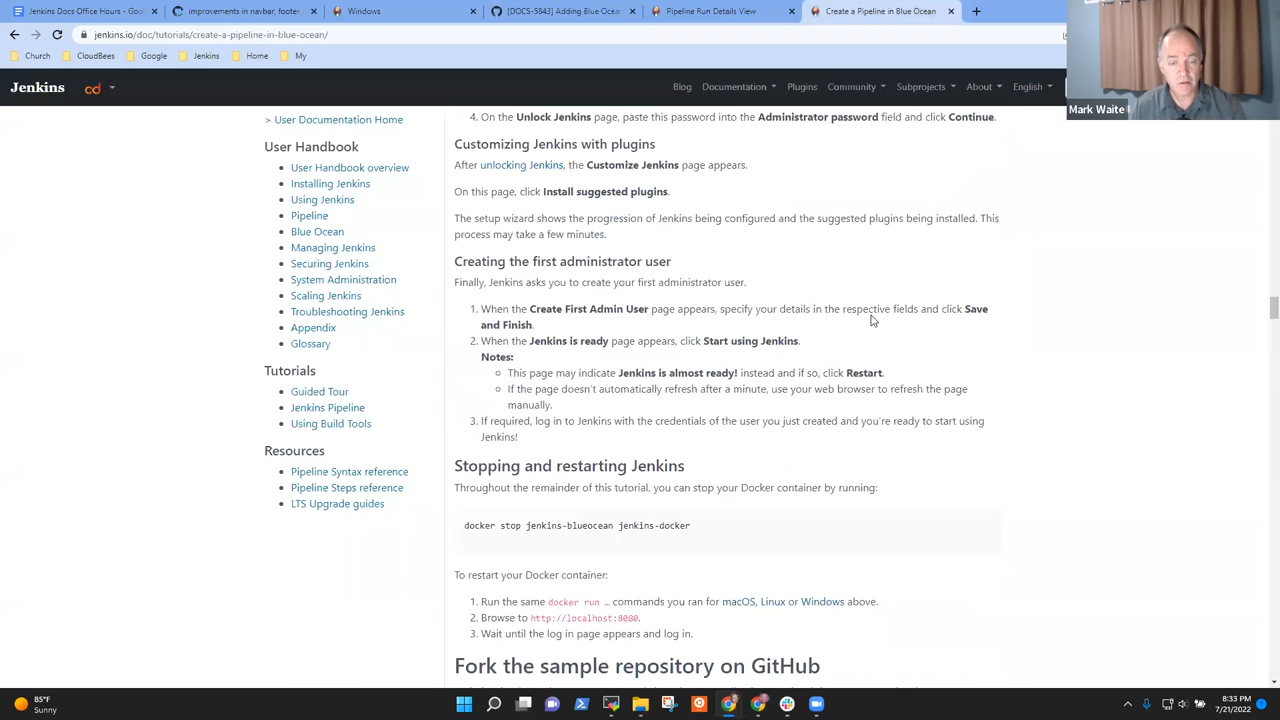 Jenkins Docs Office Hours - Goo
improvements in navbar, footer,
Windows
[DOCS-5843] Adding Blue Ocean
Pipeline Run Details View
Create a Pipeline in Blue Ocean
jenkins.io/doc/tutorials/create-a-pipeline-in-blue-ocean/
Church
CloudBees
Google
Jenkins
Home
My
Mark Waite
Jenkins
cd
Blog
Documentation
Plugins
Community
Subprojects
About
English
> User Documentation Home
User Handbook
User Handbook overview
Installing Jenkins
Using Jenkins
Pipeline
Blue Ocean
Managing Jenkins
Securing Jenkins
System Administration
Scaling Jenkins
Troubleshooting Jenkins
Appendix
Glossary
Tutorials
Guided Tour
Jenkins Pipeline
Using Build Tools
Resources
Pipeline Syntax reference
Pipeline Steps reference
LTS Upgrade guides
4. On the Unlock Jenkins page, paste this password into the Administrator password field and click Continue.
Customizing Jenkins with plugins
After unlocking Jenkins, the Customize Jenkins page appears.
On this page, click Install suggested plugins.
The setup wizard shows the progression of Jenkins being configured and the suggested plugins being installed. This
process may take a few minutes.
Creating the first administrator user
Finally, Jenkins asks you to create your first administrator user.
1. When the Create First Admin User page appears, specify your details in the respective fields and click Save
and Finish.
2. When the Jenkins is ready page appears, click Start using Jenkins.
Notes:
This page may indicate Jenkins is almost ready! instead and if so, click Restart.
If the page doesn't automatically refresh after a minute, use your web browser to refresh the page
manually.
3. If required, log in to Jenkins with the credentials of the user you just created and you're ready to start using
Jenkins!
Stopping and restarting Jenkins
Throughout the remainder of this tutorial, you can stop your Docker container by running:
docker stop jenkins-blueocean jenkins-docker
To restart your Docker container:
1. Run the same docker run … commands you ran for macOS, Linux or Windows above.
2. Browse to http://localhost:8080.
3. Wait until the log in page appears and log in.
Fork the sample repository on GitHub
85°F
Sunny
8:33 PM
7/21/2022